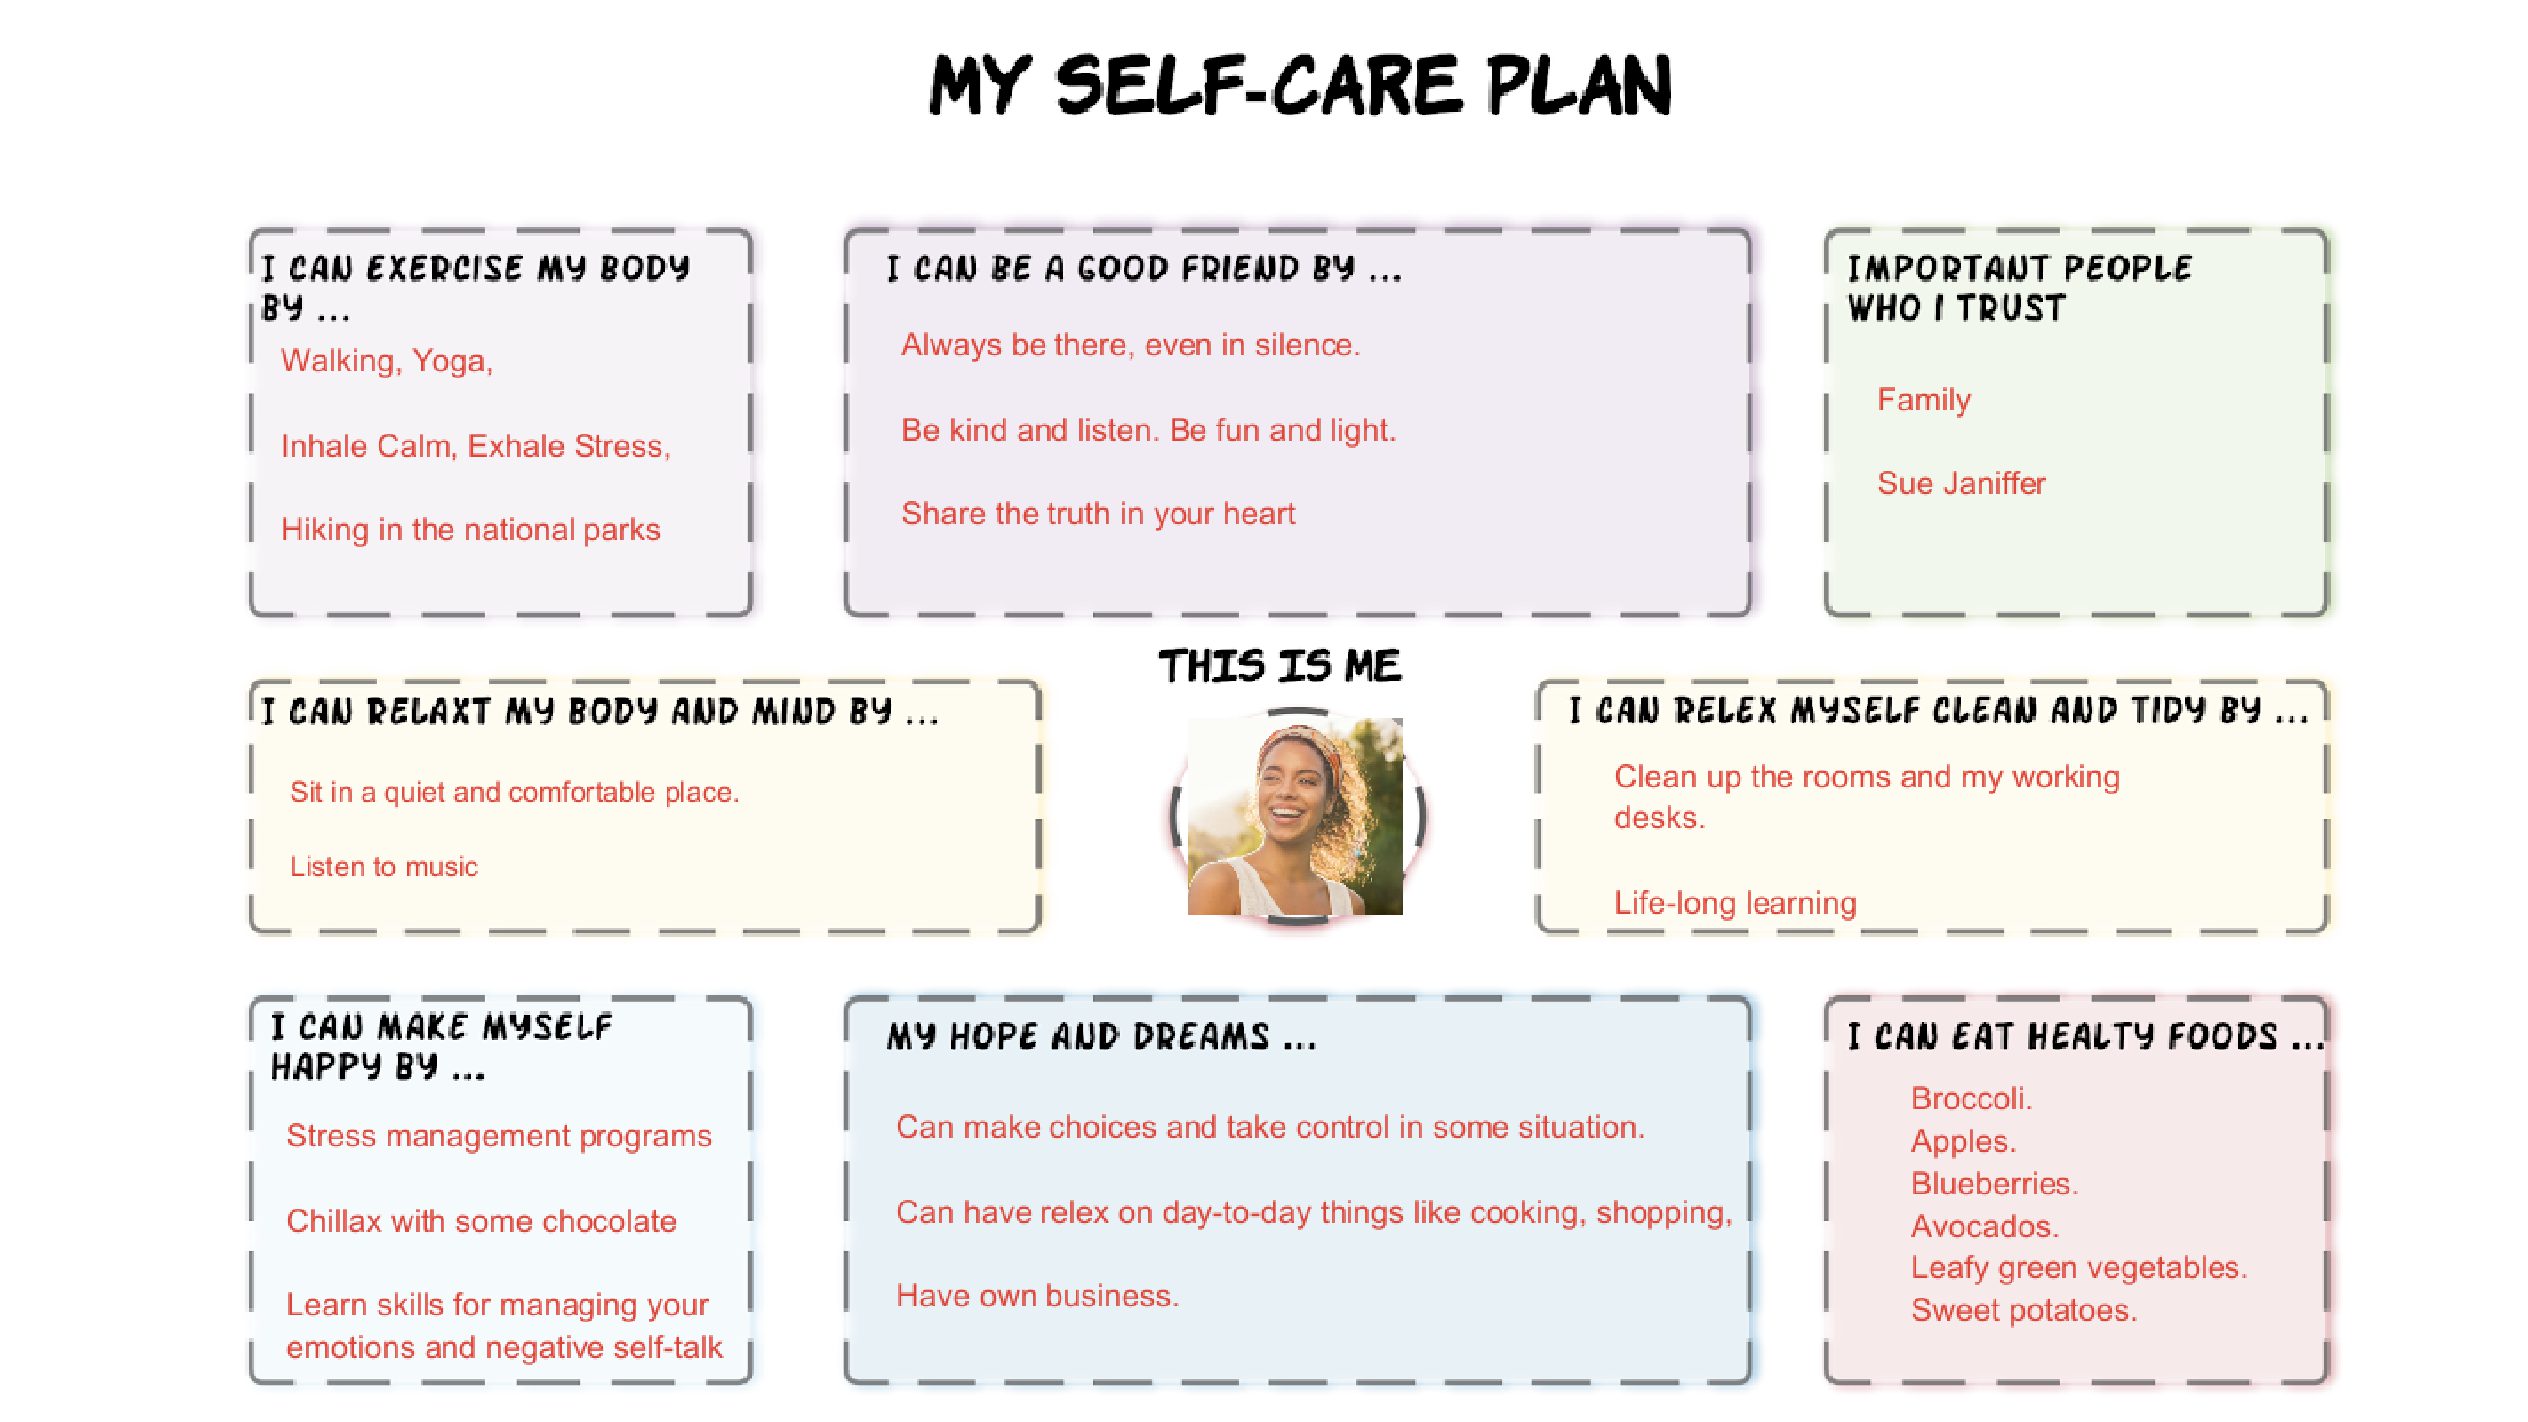 MY SELF-CARE PLAN
I CAN EXERCISE MY BODY
BY ...
Walking, Yoga,
Inhale Calm, Exhale Stress,
Hiking in the national parks
I CAN BE A GOOD FRIEND BY ...
Always be there, even in silence.
Be kind and listen. Be fun and light.
Share the truth in your heart
IMPORTANT PEOPLE
WHO I TRUST
Family
Sue Janiffer
I CAN RELAXT MY BODY AND MIND BY ...
Sit in a quiet and comfortable place.
Listen to music
THIS IS ME
I CAN RELEX MYSELF CLEAN AND TIDY BY ...
Clean up the rooms and my working
desks.
Life-long learning
I CAN MAKE MYSELF
HAPPY BY ...
Stress management programs
Chillax with some chocolate
Learn skills for managing your
emotions and negative self-talk
MY HOPE AND DREAMS ...
Can make choices and take control in some situation.
Can have relex on day-to-day things like cooking, shopping,
Have own business.
I CAN EAT HEALTY FOODS ...
Broccoli.
Apples.
Blueberries.
Avocados.
Leafy green vegetables.
Sweet potatoes.